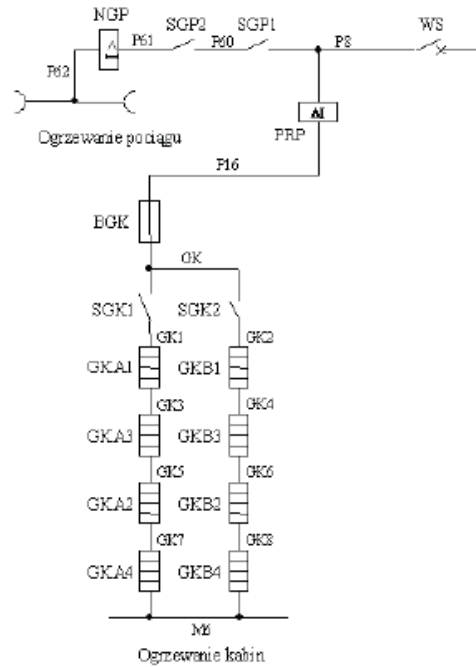 NGP
SGP2 SGP1 WS
P61 P60 P8
P62
Ogrzewanie pociągu
ΔI
PRP
P16
BGK
GK
SGK1 SGK2
GK1 GK2
GKA1 GKB1
GK3 GK4
GKA3 GKB3
GK5 GK6
GKA2 GKB2
GK7 GK8
GKA4 GKB4
M6
Ogrzewanie kabin